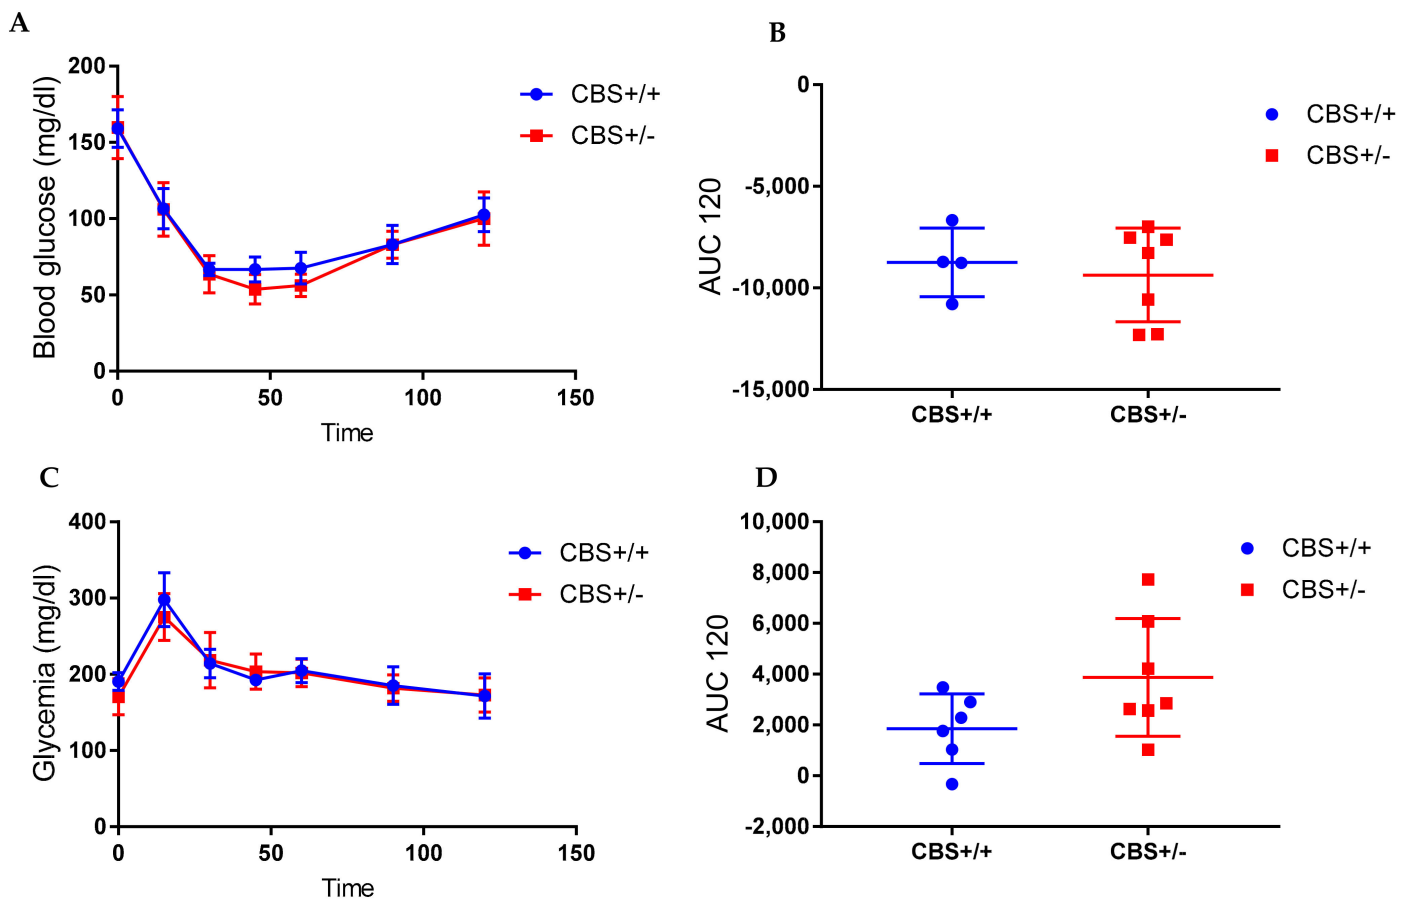 A
Blood glucose (mg/dl)
200
150
100
50
0
0 50 100 150
Time
CBS+/+
CBS+/-
B
AUC 120
0
-5,000
-10,000
-15,000
CBS+/+ CBS+/-
CBS+/+
CBS+/-
C
Glycemia (mg/dl)
400
300
200
100
0
0 50 100 150
Time
CBS+/+
CBS+/-
D
AUC 120
10,000
8,000
6,000
4,000
2,000
0
-2,000
CBS+/+ CBS+/-
CBS+/+
CBS+/-